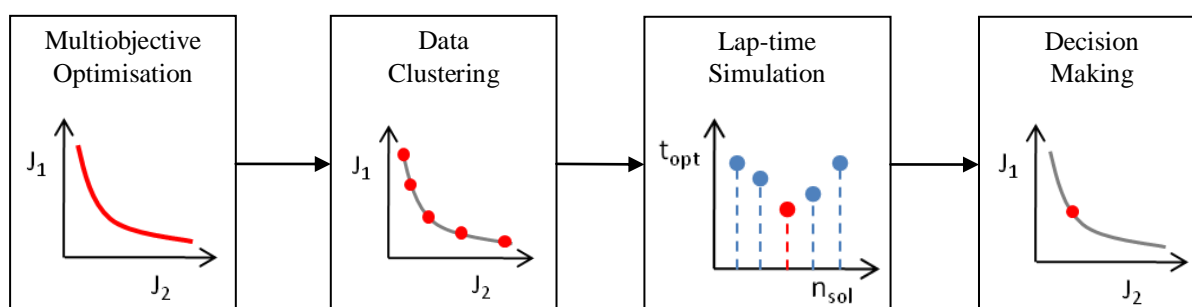 Multiobjective
Optimisation
J1
J2
Data
Clustering
J1
J2
Lap-time
Simulation
topt
nsol
Decision
Making
J1
J2